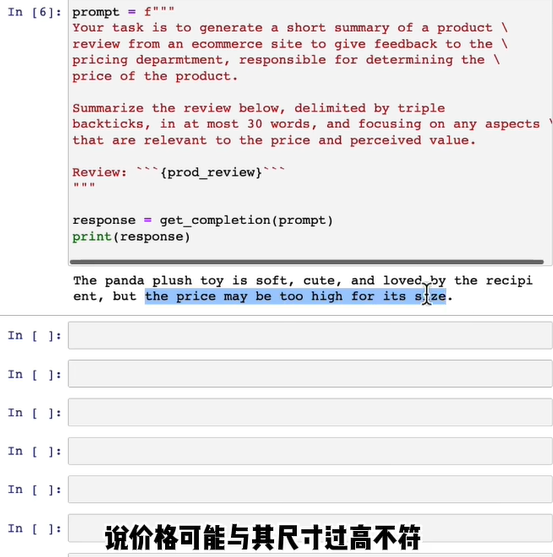 In [6]: prompt = f"""
Your task is to generate a short summary of a product \
review from an ecommerce site to give feedback to the \
pricing deparmtment, responsible for determining the \
price of the product.
Summarize the review below, delimited by triple
backticks, in at most 30 words, and focusing on any aspects \
that are relevant to the price and perceived value.
Review: ```{prod_review}```
"""
response = get_completion(prompt)
print(response)
The panda plush toy is soft, cute, and loved by the recipi
ent, but the price may be too high for its size.
In [ ]:
In [ ]:
In [ ]:
In [ ]:
In [ ]:
In [ ]:
说价格可能与其尺寸过高不符